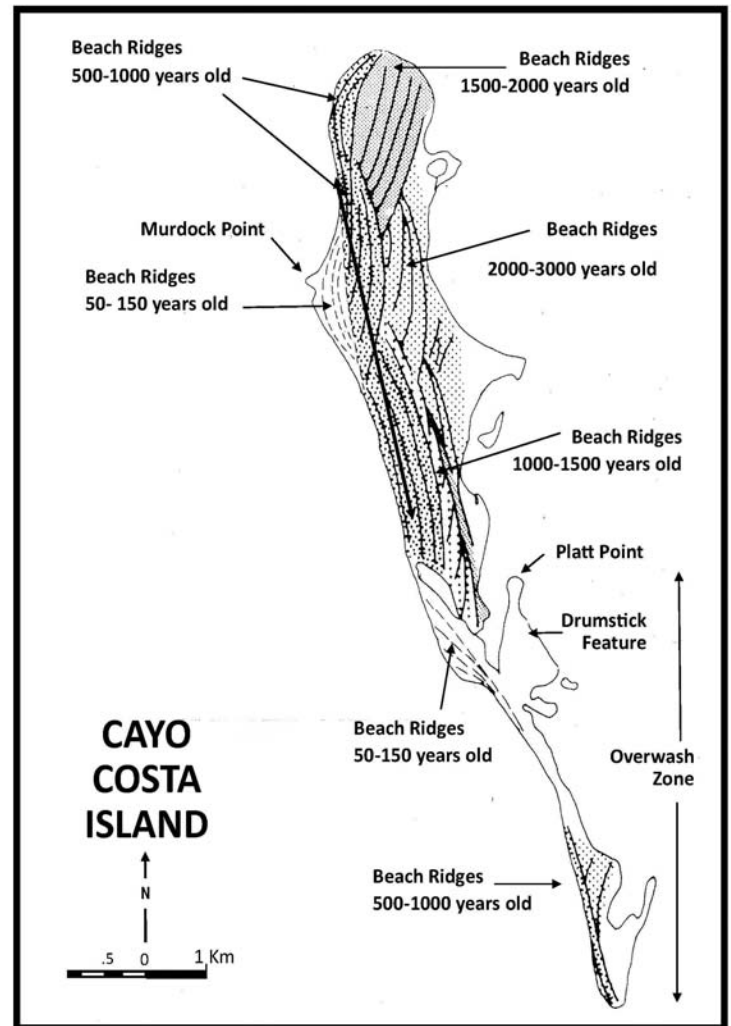 Beach Ridges
500-1000 years old
Beach Ridges
1500-2000 years old
Murdock Point
Beach Ridges
2000-3000 years old
Beach Ridges
50- 150 years old
Beach Ridges
1000-1500 years old
Platt Point
Drumstick
Feature
Beach Ridges
50-150 years old
Overwash
Zone
CAYO
COSTA
ISLAND
N
.5 0 1 Km
Beach Ridges
500-1000 years old